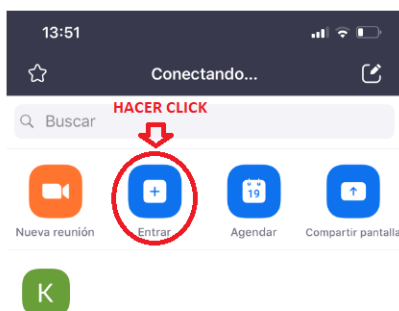 13:51
Conectando...
HACER CLICK
Buscar
19
Nueva reunión
Entrar
Agendar
Compartir pantalla
K